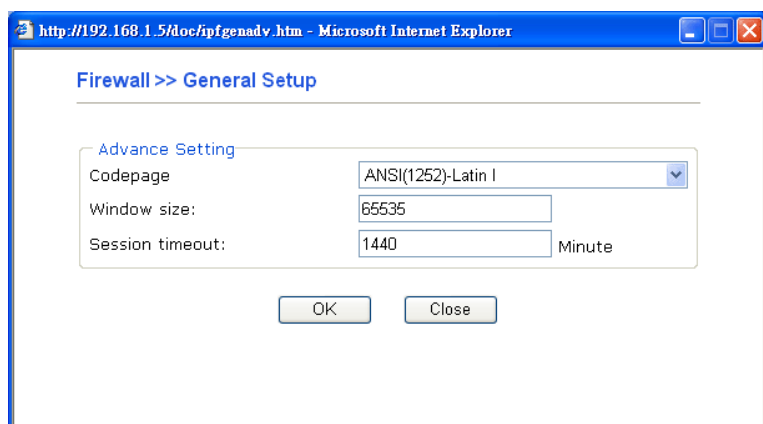 http://192.168.1.5/doc/ipfgenadv.htm - Microsoft Internet Explorer
Firewall >> General Setup
Advance Setting
Codepage ANSI(1252)-Latin I
Window size: 65535
Session timeout: 1440 Minute
OK Close